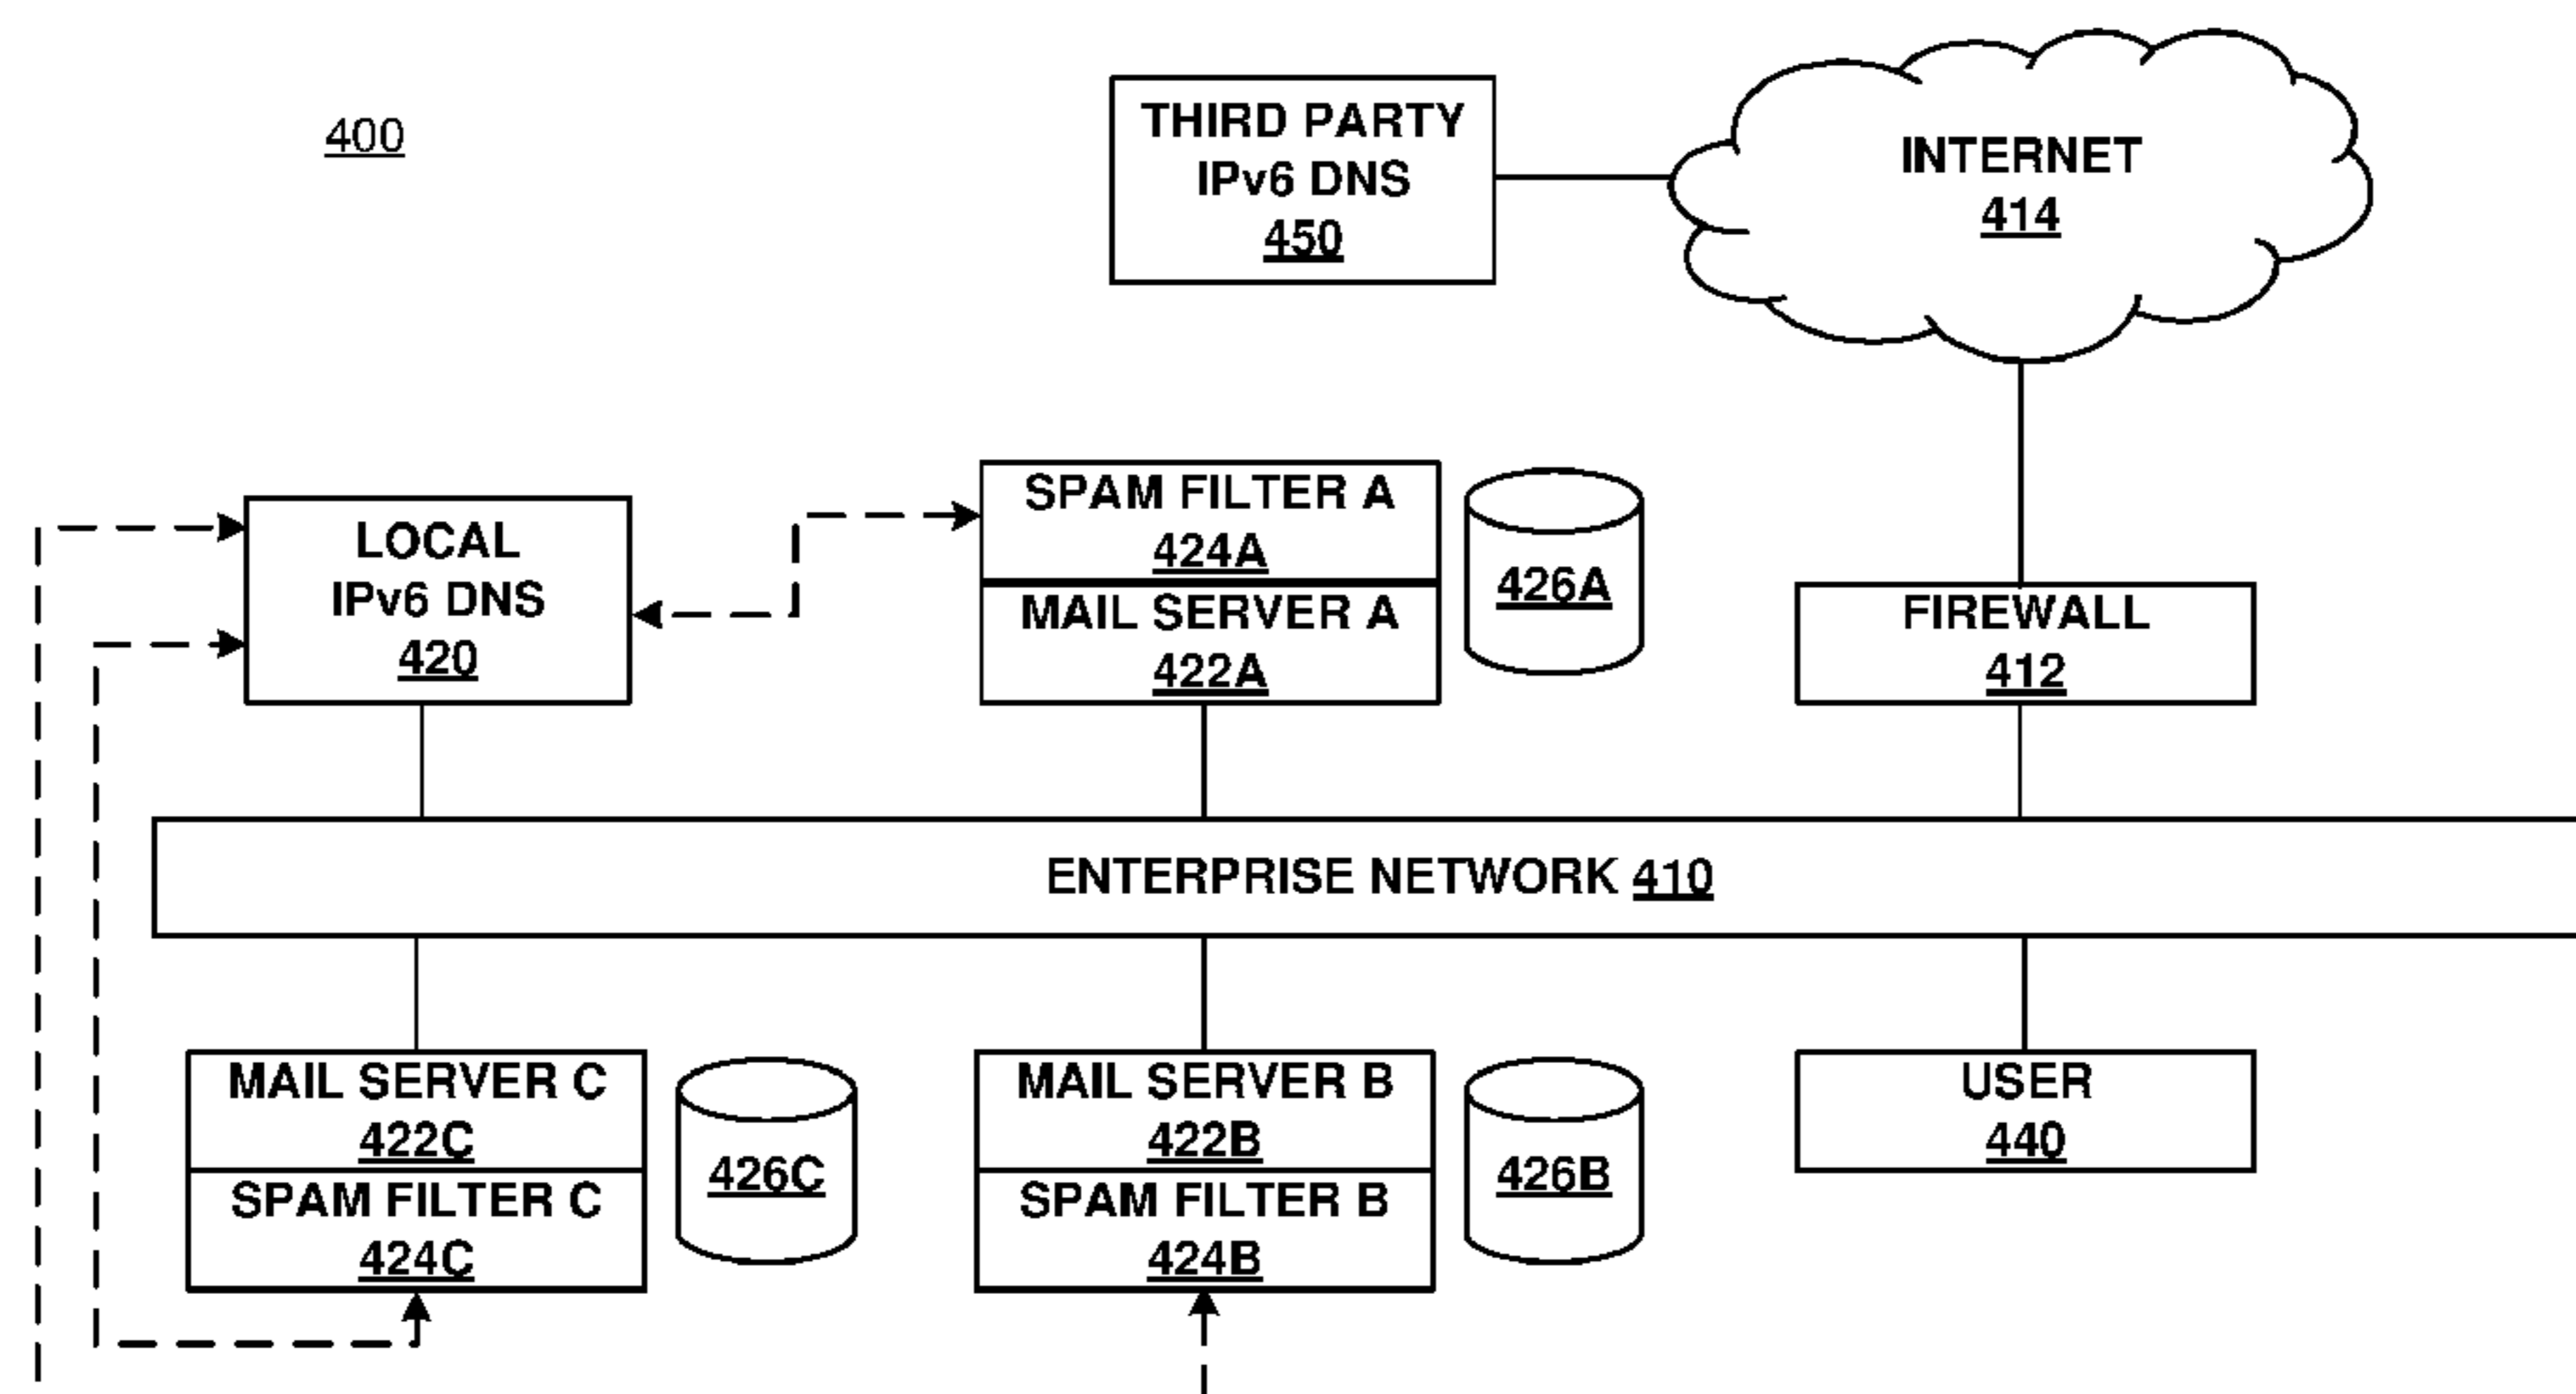 400
THIRD PARTY
IPv6 DNS
450
INTERNET
414
LOCAL
IPv6 DNS
420
SPAM FILTER A
424A
MAIL SERVER A
422A
426A
FIREWALL
412
ENTERPRISE NETWORK 410
MAIL SERVER C
422C
SPAM FILTER C
424C
426C
MAIL SERVER B
422B
SPAM FILTER B
424B
426B
USER
440